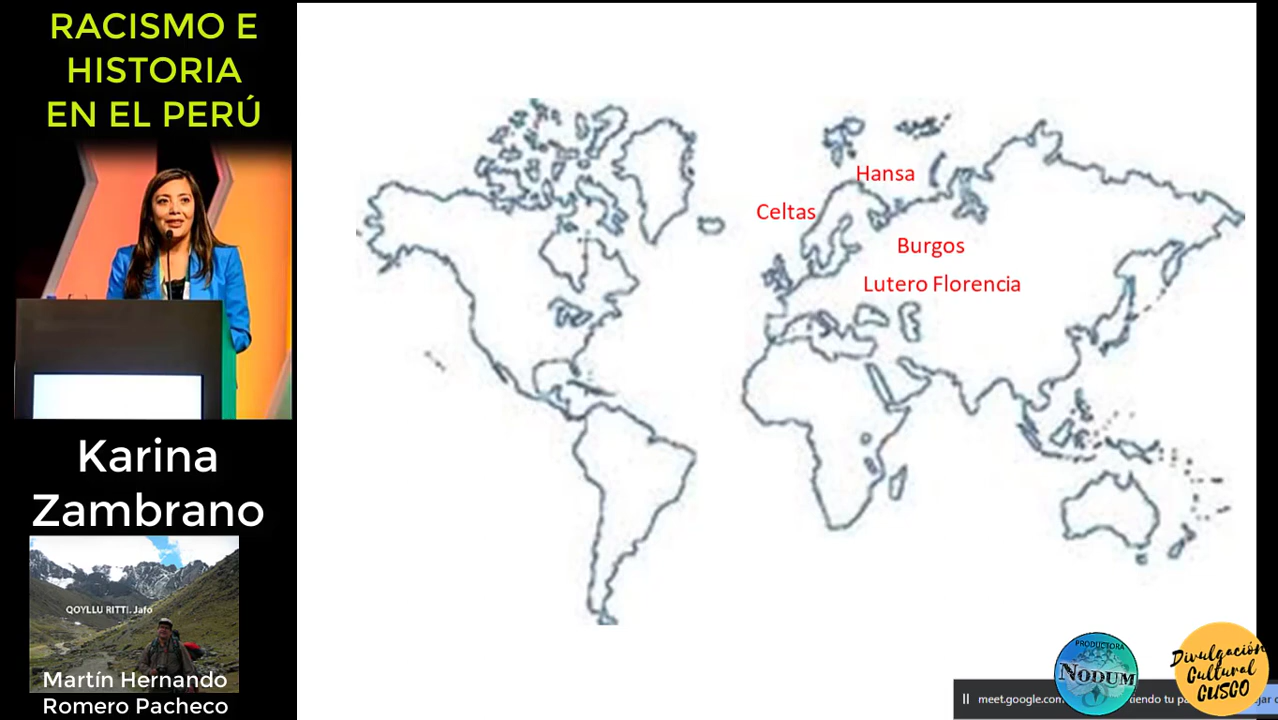 RACISMO E
HISTORIA
EN EL PERÚ
Karina
Zambrano
QOYLLU RITTI. Jafo
Martín Hernando
Romero Pacheco
Hansa
Celtas
Burgos
Lutero Florencia
PRODUCTORA
NODUM
Divulgación
Cultural
CUSCO
meet.google.com
tu